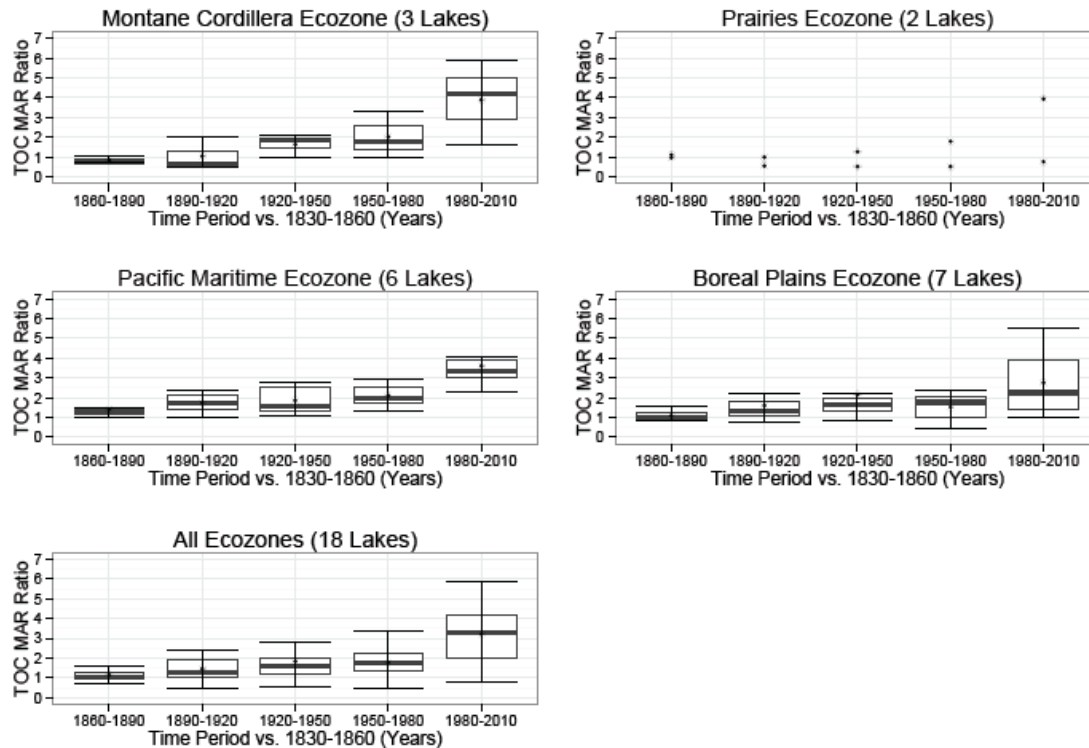 Montane Cordillera Ecozone (3 Lakes)
TOC MAR Ratio
7
6
5
4
3
2
1
0
1860-1890 1890-1920 1920-1950 1950-1980 1980-2010
Time Period vs. 1830-1860 (Years)
Prairies Ecozone (2 Lakes)
TOC MAR Ratio
7
6
5
4
3
2
1
0
1860-1890 1890-1920 1920-1950 1950-1980 1980-2010
Time Period vs. 1830-1860 (Years)
Pacific Maritime Ecozone (6 Lakes)
TOC MAR Ratio
7
6
5
4
3
2
1
0
1860-1890 1890-1920 1920-1950 1950-1980 1980-2010
Time Period vs. 1830-1860 (Years)
Boreal Plains Ecozone (7 Lakes)
TOC MAR Ratio
7
6
5
4
3
2
1
0
1860-1890 1890-1920 1920-1950 1950-1980 1980-2010
Time Period vs. 1830-1860 (Years)
All Ecozones (18 Lakes)
TOC MAR Ratio
7
6
5
4
3
2
1
0
1860-1890 1890-1920 1920-1950 1950-1980 1980-2010
Time Period vs. 1830-1860 (Years)